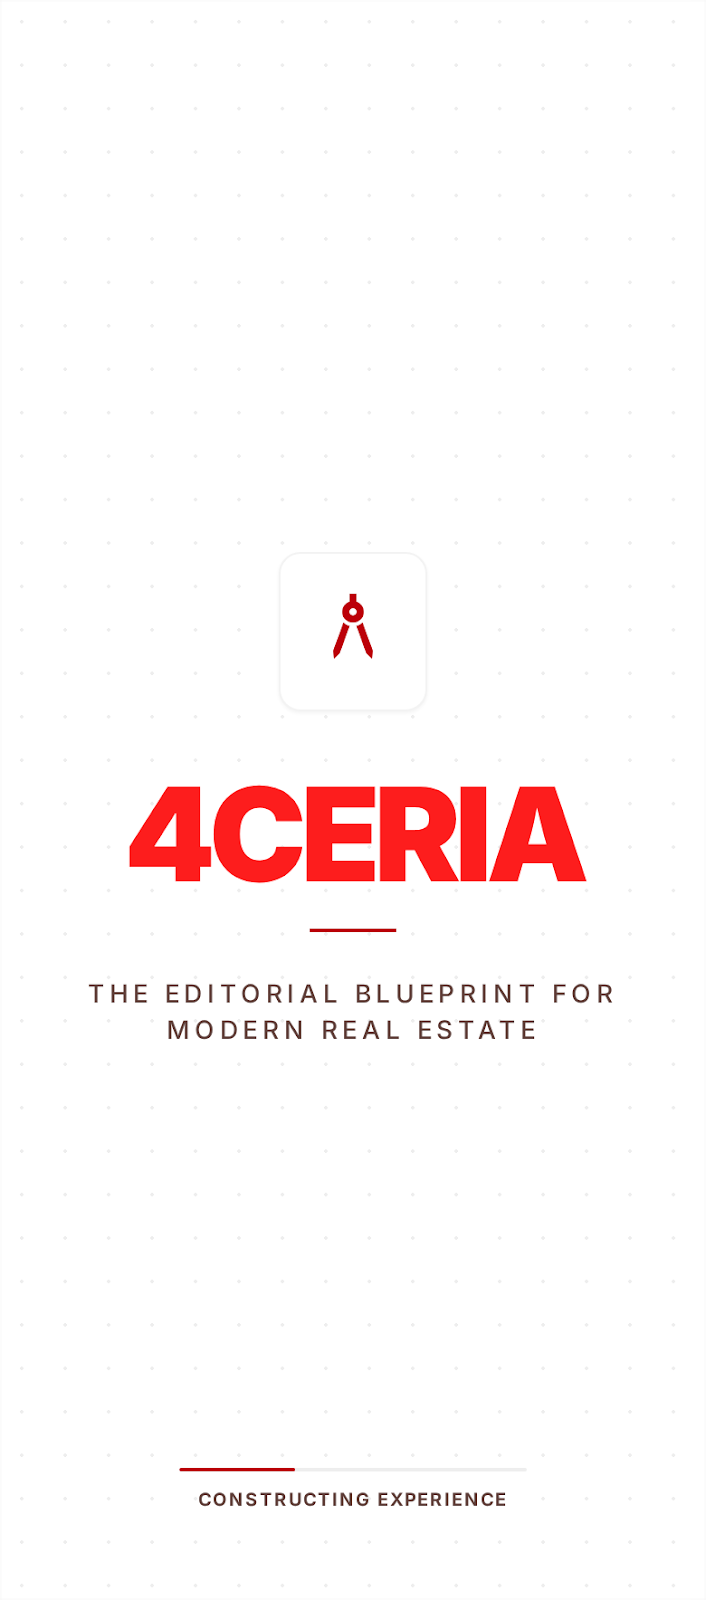 4CERIA
THE EDITORIAL BLUEPRINT FOR
MODERN REAL ESTATE
CONSTRUCTING EXPERIENCE